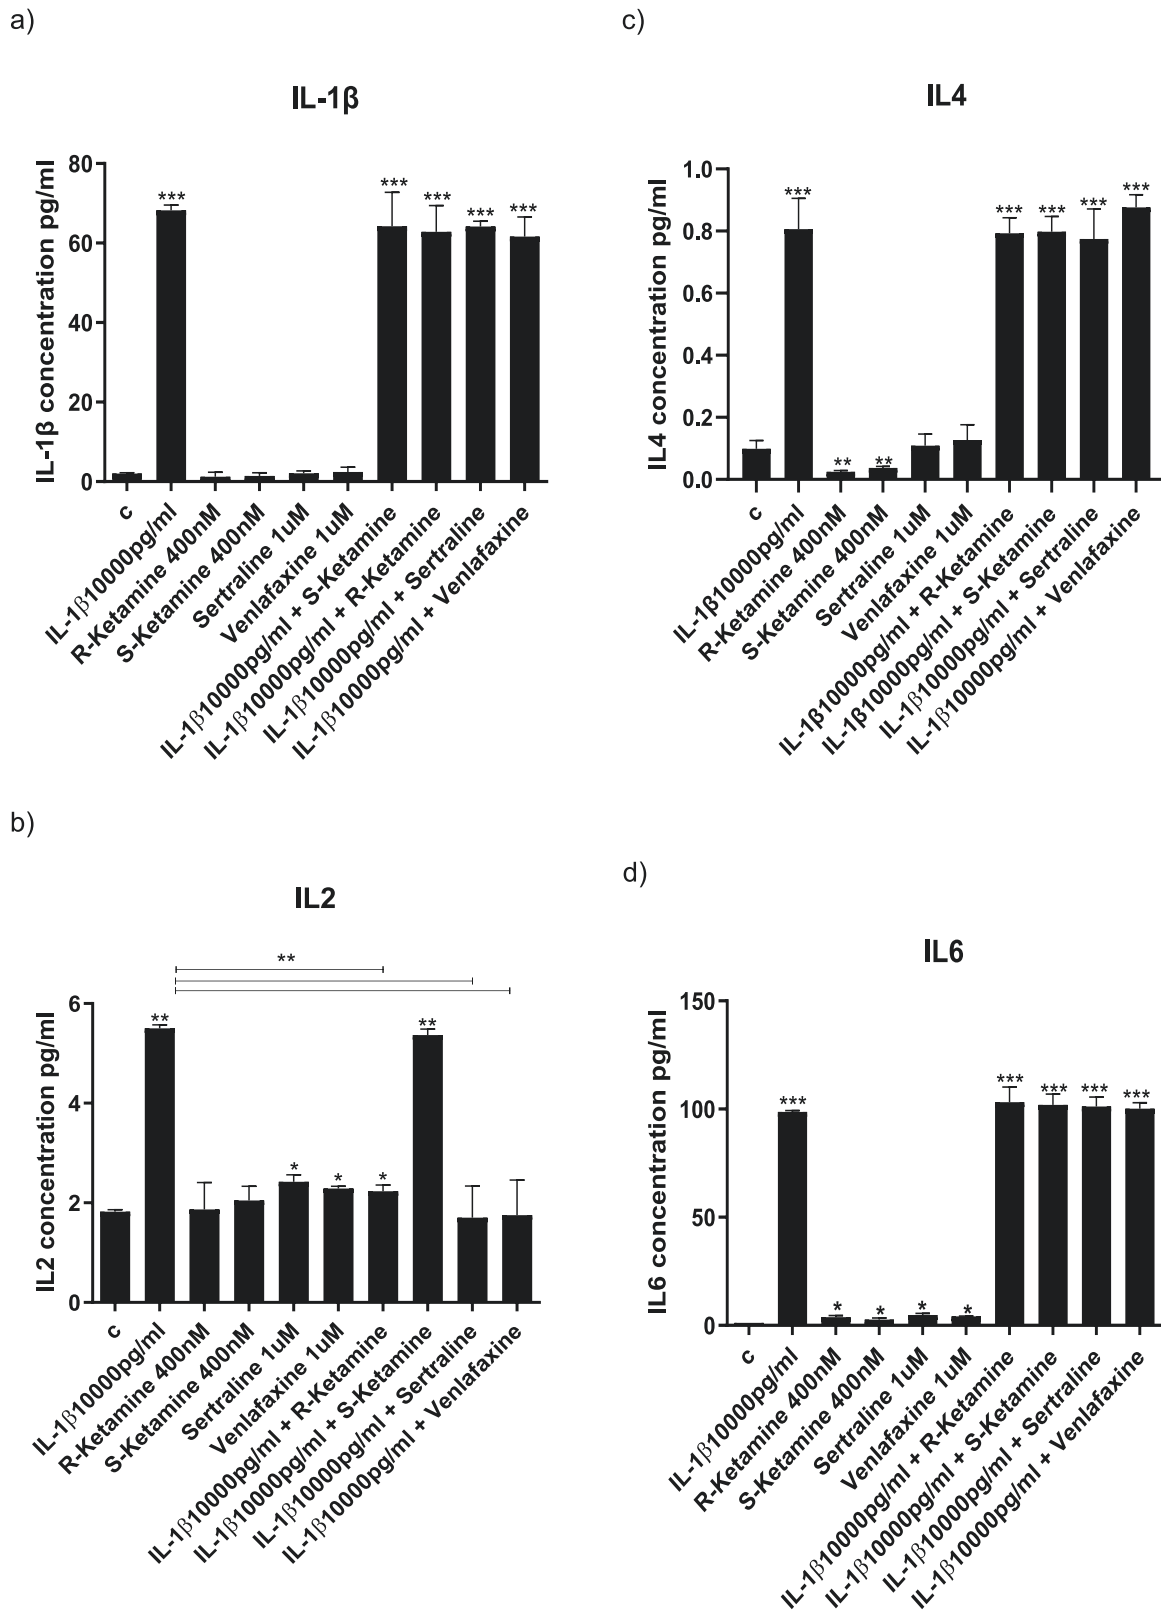 a)
IL-1β
IL-1β concentration pg/ml
80
60
40
20
0
***
***
***
***
***
c
IL-1β10000pg/ml
R-Ketamine 400nM
S-Ketamine 400nM
Sertraline 1uM
Venlafaxine 1uM
IL-1β10000pg/ml + S-Ketamine
IL-1β10000pg/ml + R-Ketamine
IL-1β10000pg/ml + Sertraline
IL-1β10000pg/ml + Venlafaxine
c)
IL4
IL4 concentration pg/ml
1.0
0.8
0.6
0.4
0.2
0.0
***
**
**
***
***
***
***
c
IL-1β10000pg/ml
R-Ketamine 400nM
S-Ketamine 400nM
Sertraline 1uM
Venlafaxine 1uM
IL-1β10000pg/ml + R-Ketamine
IL-1β10000pg/ml + S-Ketamine
IL-1β10000pg/ml + Sertraline
IL-1β10000pg/ml + Venlafaxine
b)
IL2
IL2 concentration pg/ml
6
4
2
0
**
**
*
*
*
**
c
IL-1β10000pg/ml
R-Ketamine 400nM
S-Ketamine 400nM
Sertraline 1uM
Venlafaxine 1uM
IL-1β10000pg/ml + R-Ketamine
IL-1β10000pg/ml + S-Ketamine
IL-1β10000pg/ml + Sertraline
IL-1β10000pg/ml + Venlafaxine
d)
IL6
IL6 concentration pg/ml
150
100
50
0
***
*
*
*
*
***
***
***
***
c
IL-1β10000pg/ml
R-Ketamine 400nM
S-Ketamine 400nM
Sertraline 1uM
Venlafaxine 1uM
IL-1β10000pg/ml + R-Ketamine
IL-1β10000pg/ml + S-Ketamine
IL-1β10000pg/ml + Sertraline
IL-1β10000pg/ml + Venlafaxine